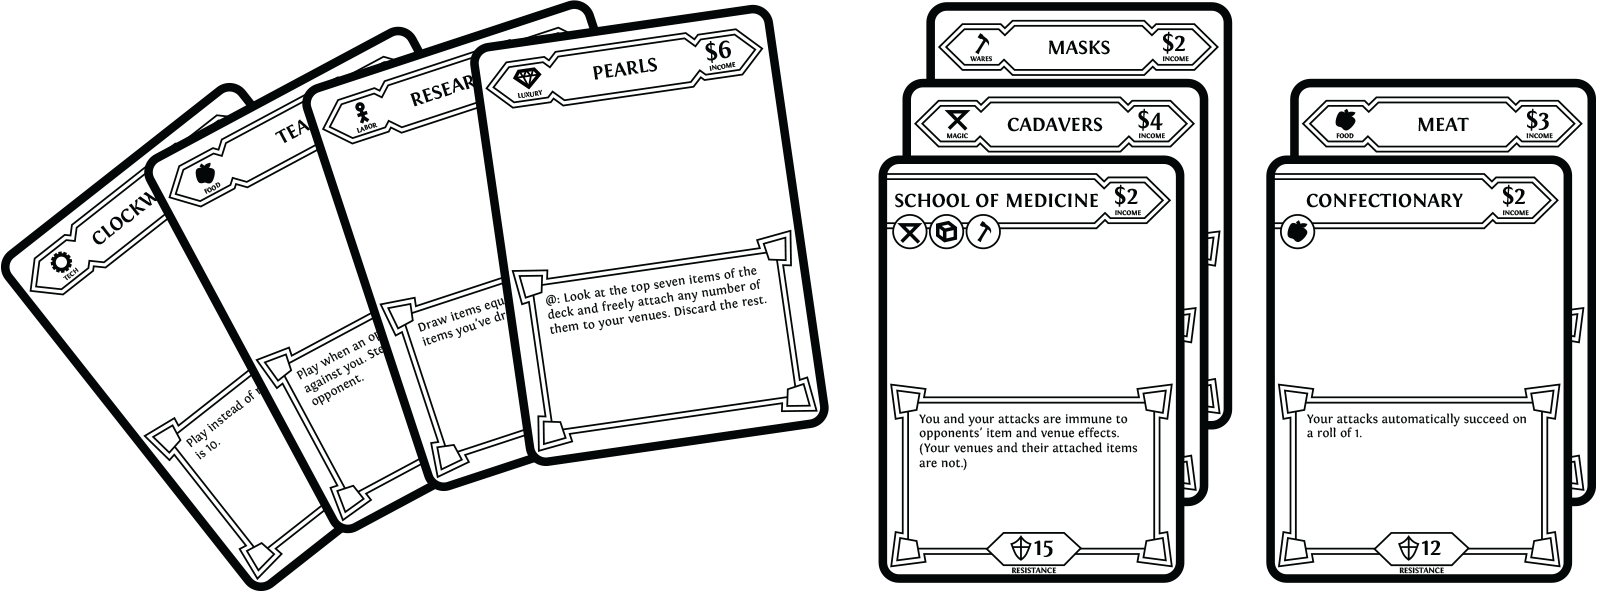 TECH
CLOCKW
Play instead of r
is 10.
FOOD
TEA
Play when an op
against you. Ste
opponent.
LABOR
RESEAR
Draw items equ
items you've dr
LUXURY
PEARLS
$6
INCOME
@: Look at the top seven items of the
deck and freely attach any number of
them to your venues. Discard the rest.
WARES
MASKS
$2
INCOME
MAGIC
CADAVERS
$4
INCOME
SCHOOL OF MEDICINE
$2
INCOME
You and your attacks are immune to
opponents' item and venue effects.
(Your venues and their attached items
are not.)
15
RESISTANCE
FOOD
MEAT
$3
INCOME
CONFECTIONARY
$2
INCOME
Your attacks automatically succeed on
a roll of 1.
12
RESISTANCE